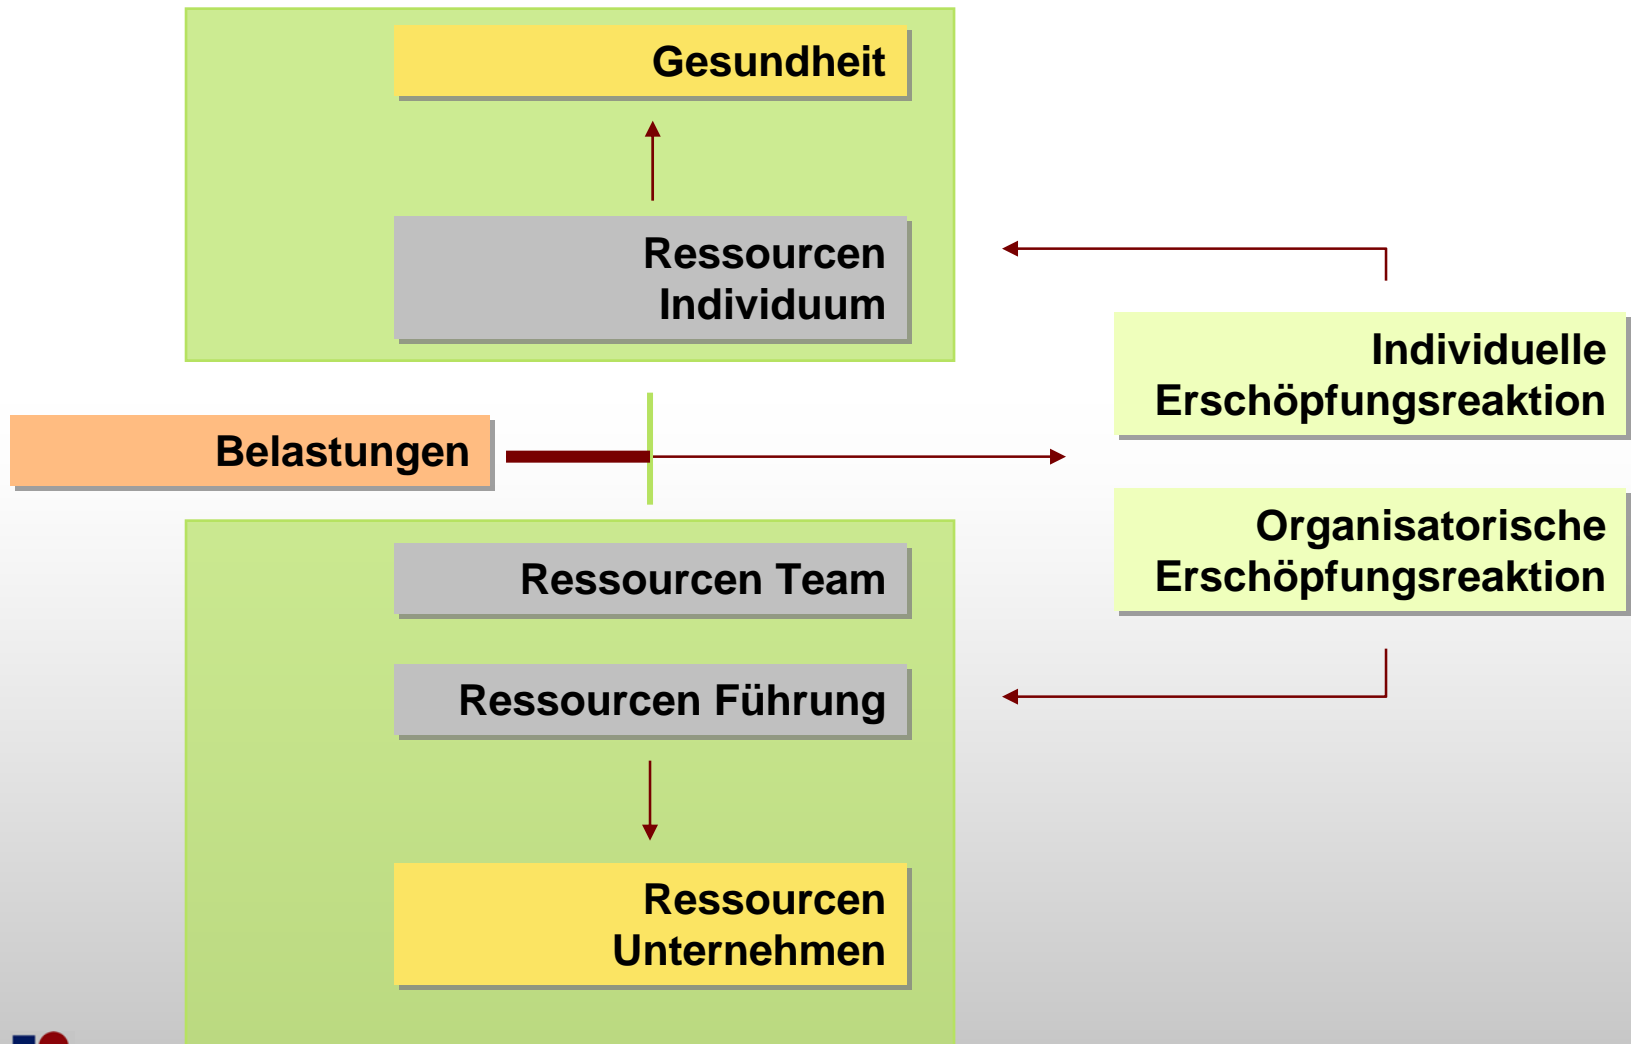 Gesundheit
Ressourcen
Individuum
Individuelle
Erschöpfungsreaktion
Belastungen
Organisatorische
Erschöpfungsreaktion
Ressourcen Team
Ressourcen Führung
Ressourcen
Unternehmen